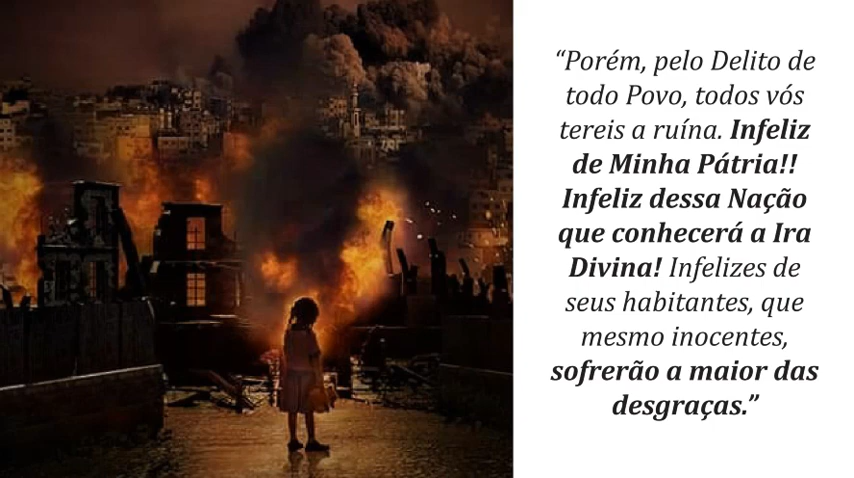 “Porém, pelo Delito de
todo Povo, todos vós
tereis a ruína. Infeliz
de Minha Pátria!!
Infeliz dessa Nação
que conhecerá a Ira
Divina! Infelizes de
seus habitantes, que
mesmo inocentes,
sofrerão a maior das
desgraças.”